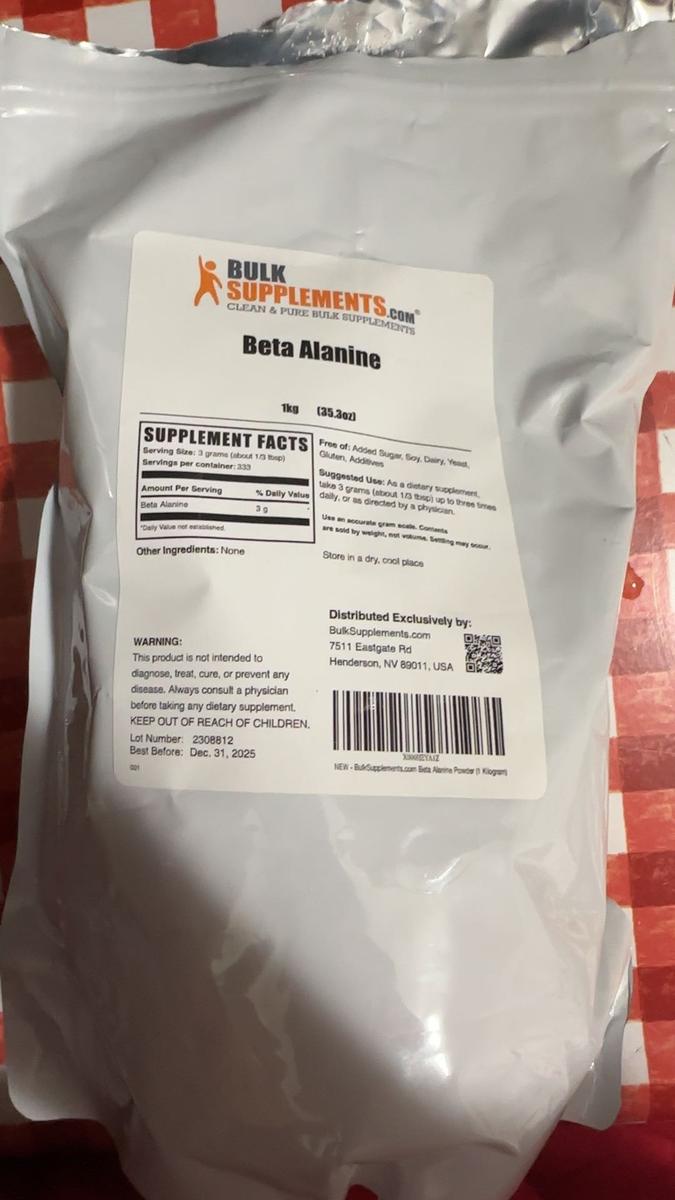 BULK
SUPPLEMENTS.COM®
CLEAN & PURE BULK SUPPLEMENTS
Beta Alanine
1kg (35.3oz)
SUPPLEMENT FACTS
Serving Size: 3 grams (about 1/3 tbsp)
Servings per container: 333
Amount Per Serving % Daily Value
Beta Alanine 3 g
*Daily Value not established.
Other Ingredients: None
Free of: Added Sugar, Soy, Dairy, Yeast,
Gluten, Additives
Suggested Use: As a dietary supplement,
take 3 grams (about 1/3 tbsp) up to three times
daily, or as directed by a physician.
Use an accurate gram scale. Contents
are sold by weight, not volume. Settling may occur.
Store in a dry, cool place
WARNING:
This product is not intended to
diagnose, treat, cure, or prevent any
disease. Always consult a physician
before taking any dietary supplement.
KEEP OUT OF REACH OF CHILDREN.
Lot Number: 2308812
Best Before: Dec. 31, 2025
001
Distributed Exclusively by:
BulkSupplements.com
7511 Eastgate Rd
Henderson, NV 89011, USA
NEW - BulkSupplements.com Beta Alanine Powder (1 Kilogram)